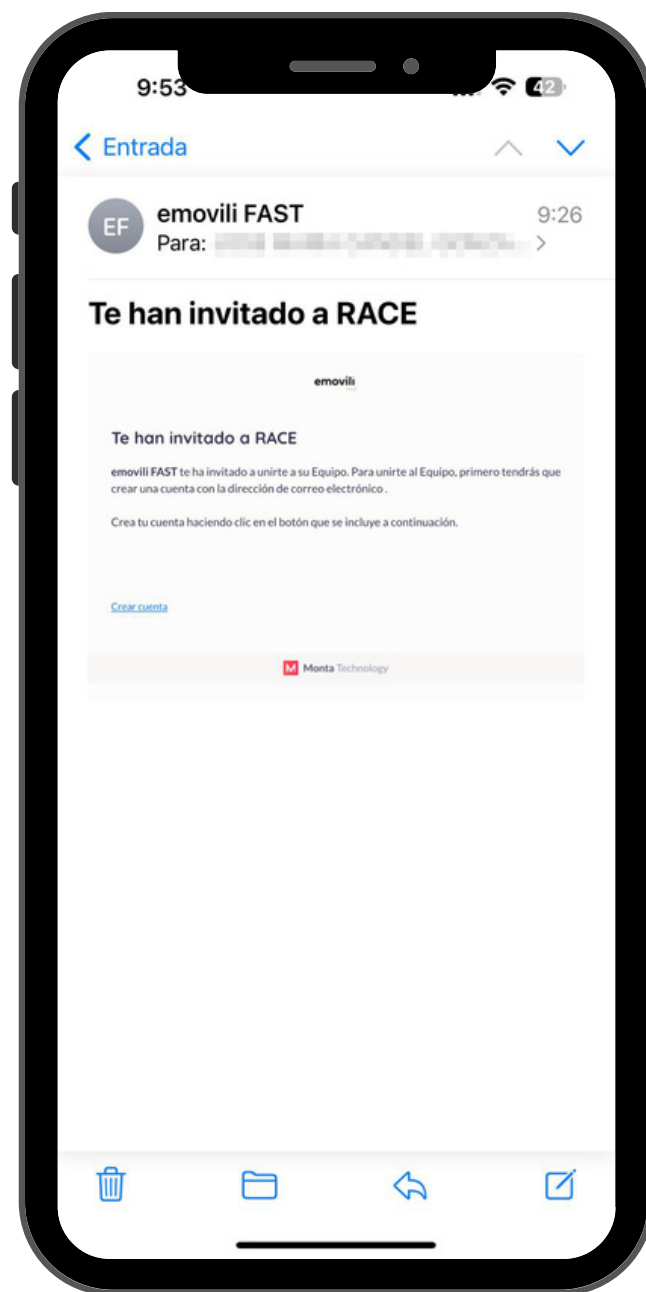 9:53
42
Entrada
EF
emovili FAST
9:26
Para:
Te han invitado a RACE
emovili
Te han invitado a RACE
emovili FAST te ha invitado a unirte a su Equipo. Para unirte al Equipo, primero tendrás que
crear una cuenta con la dirección de correo electrónico .
Crea tu cuenta haciendo clic en el botón que se incluye a continuación.
Crear cuenta
M Monta Technology